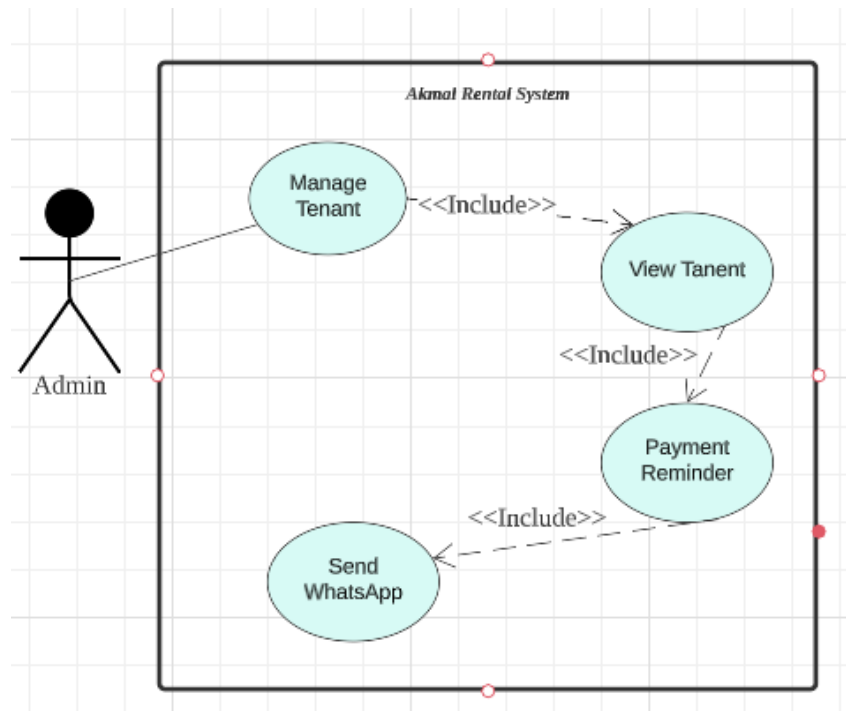 Akmal Rental System
Manage
Tenant
<<Include>>
View Tanent
<<Include>>
Admin
Payment
Reminder
<<Include>>
Send
WhatsApp